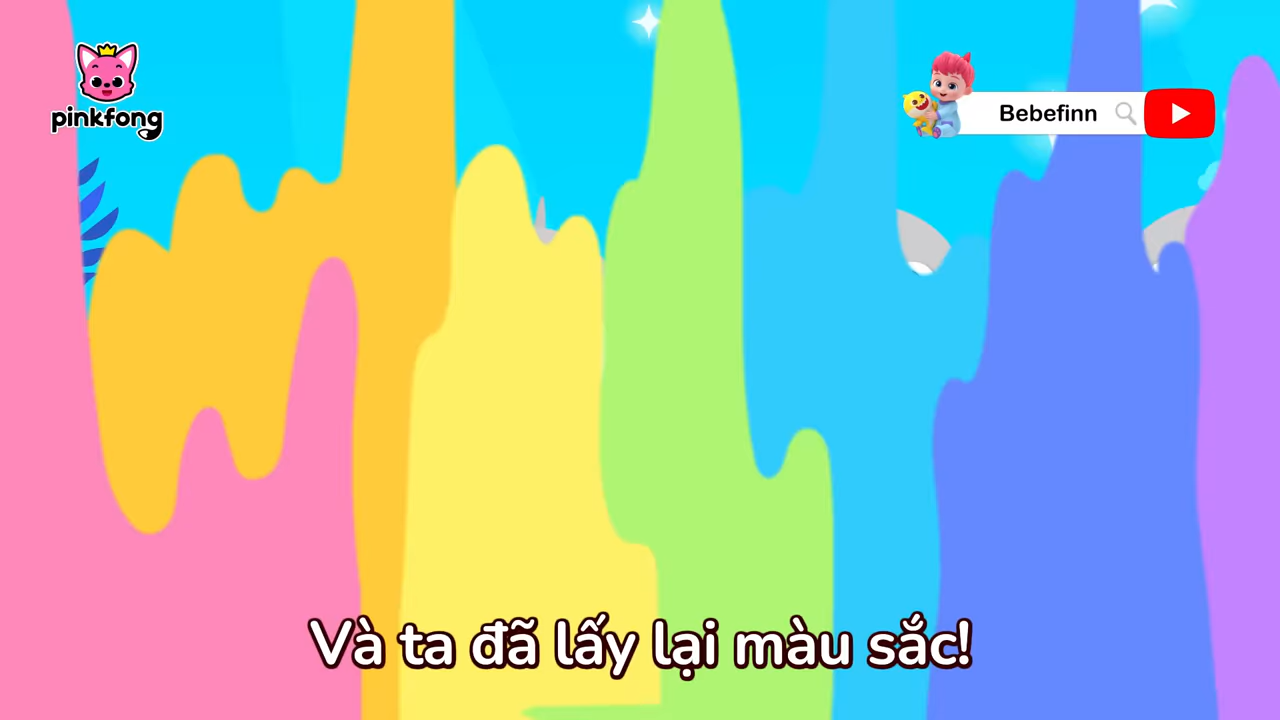 pinkfong
Bebefinn
Và ta đã lấy lại màu sắc!